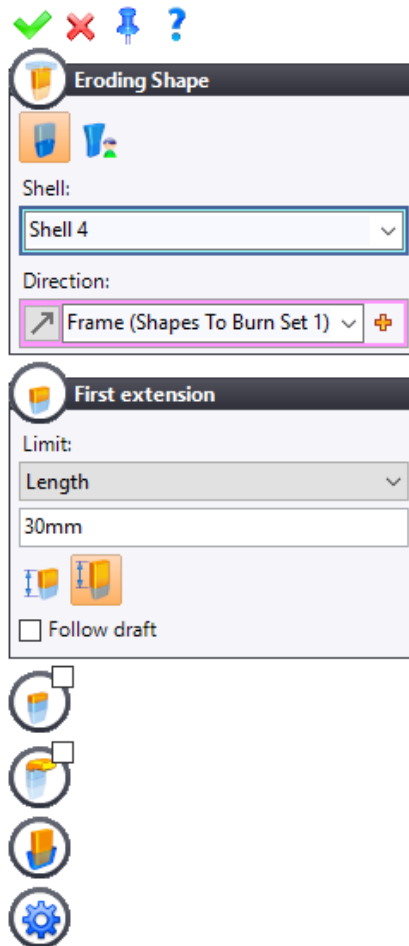 ?
Eroding Shape
Shell:
Shell 4
Direction:
Frame (Shapes To Burn Set 1)
First extension
Limit:
Length
30mm
Follow draft